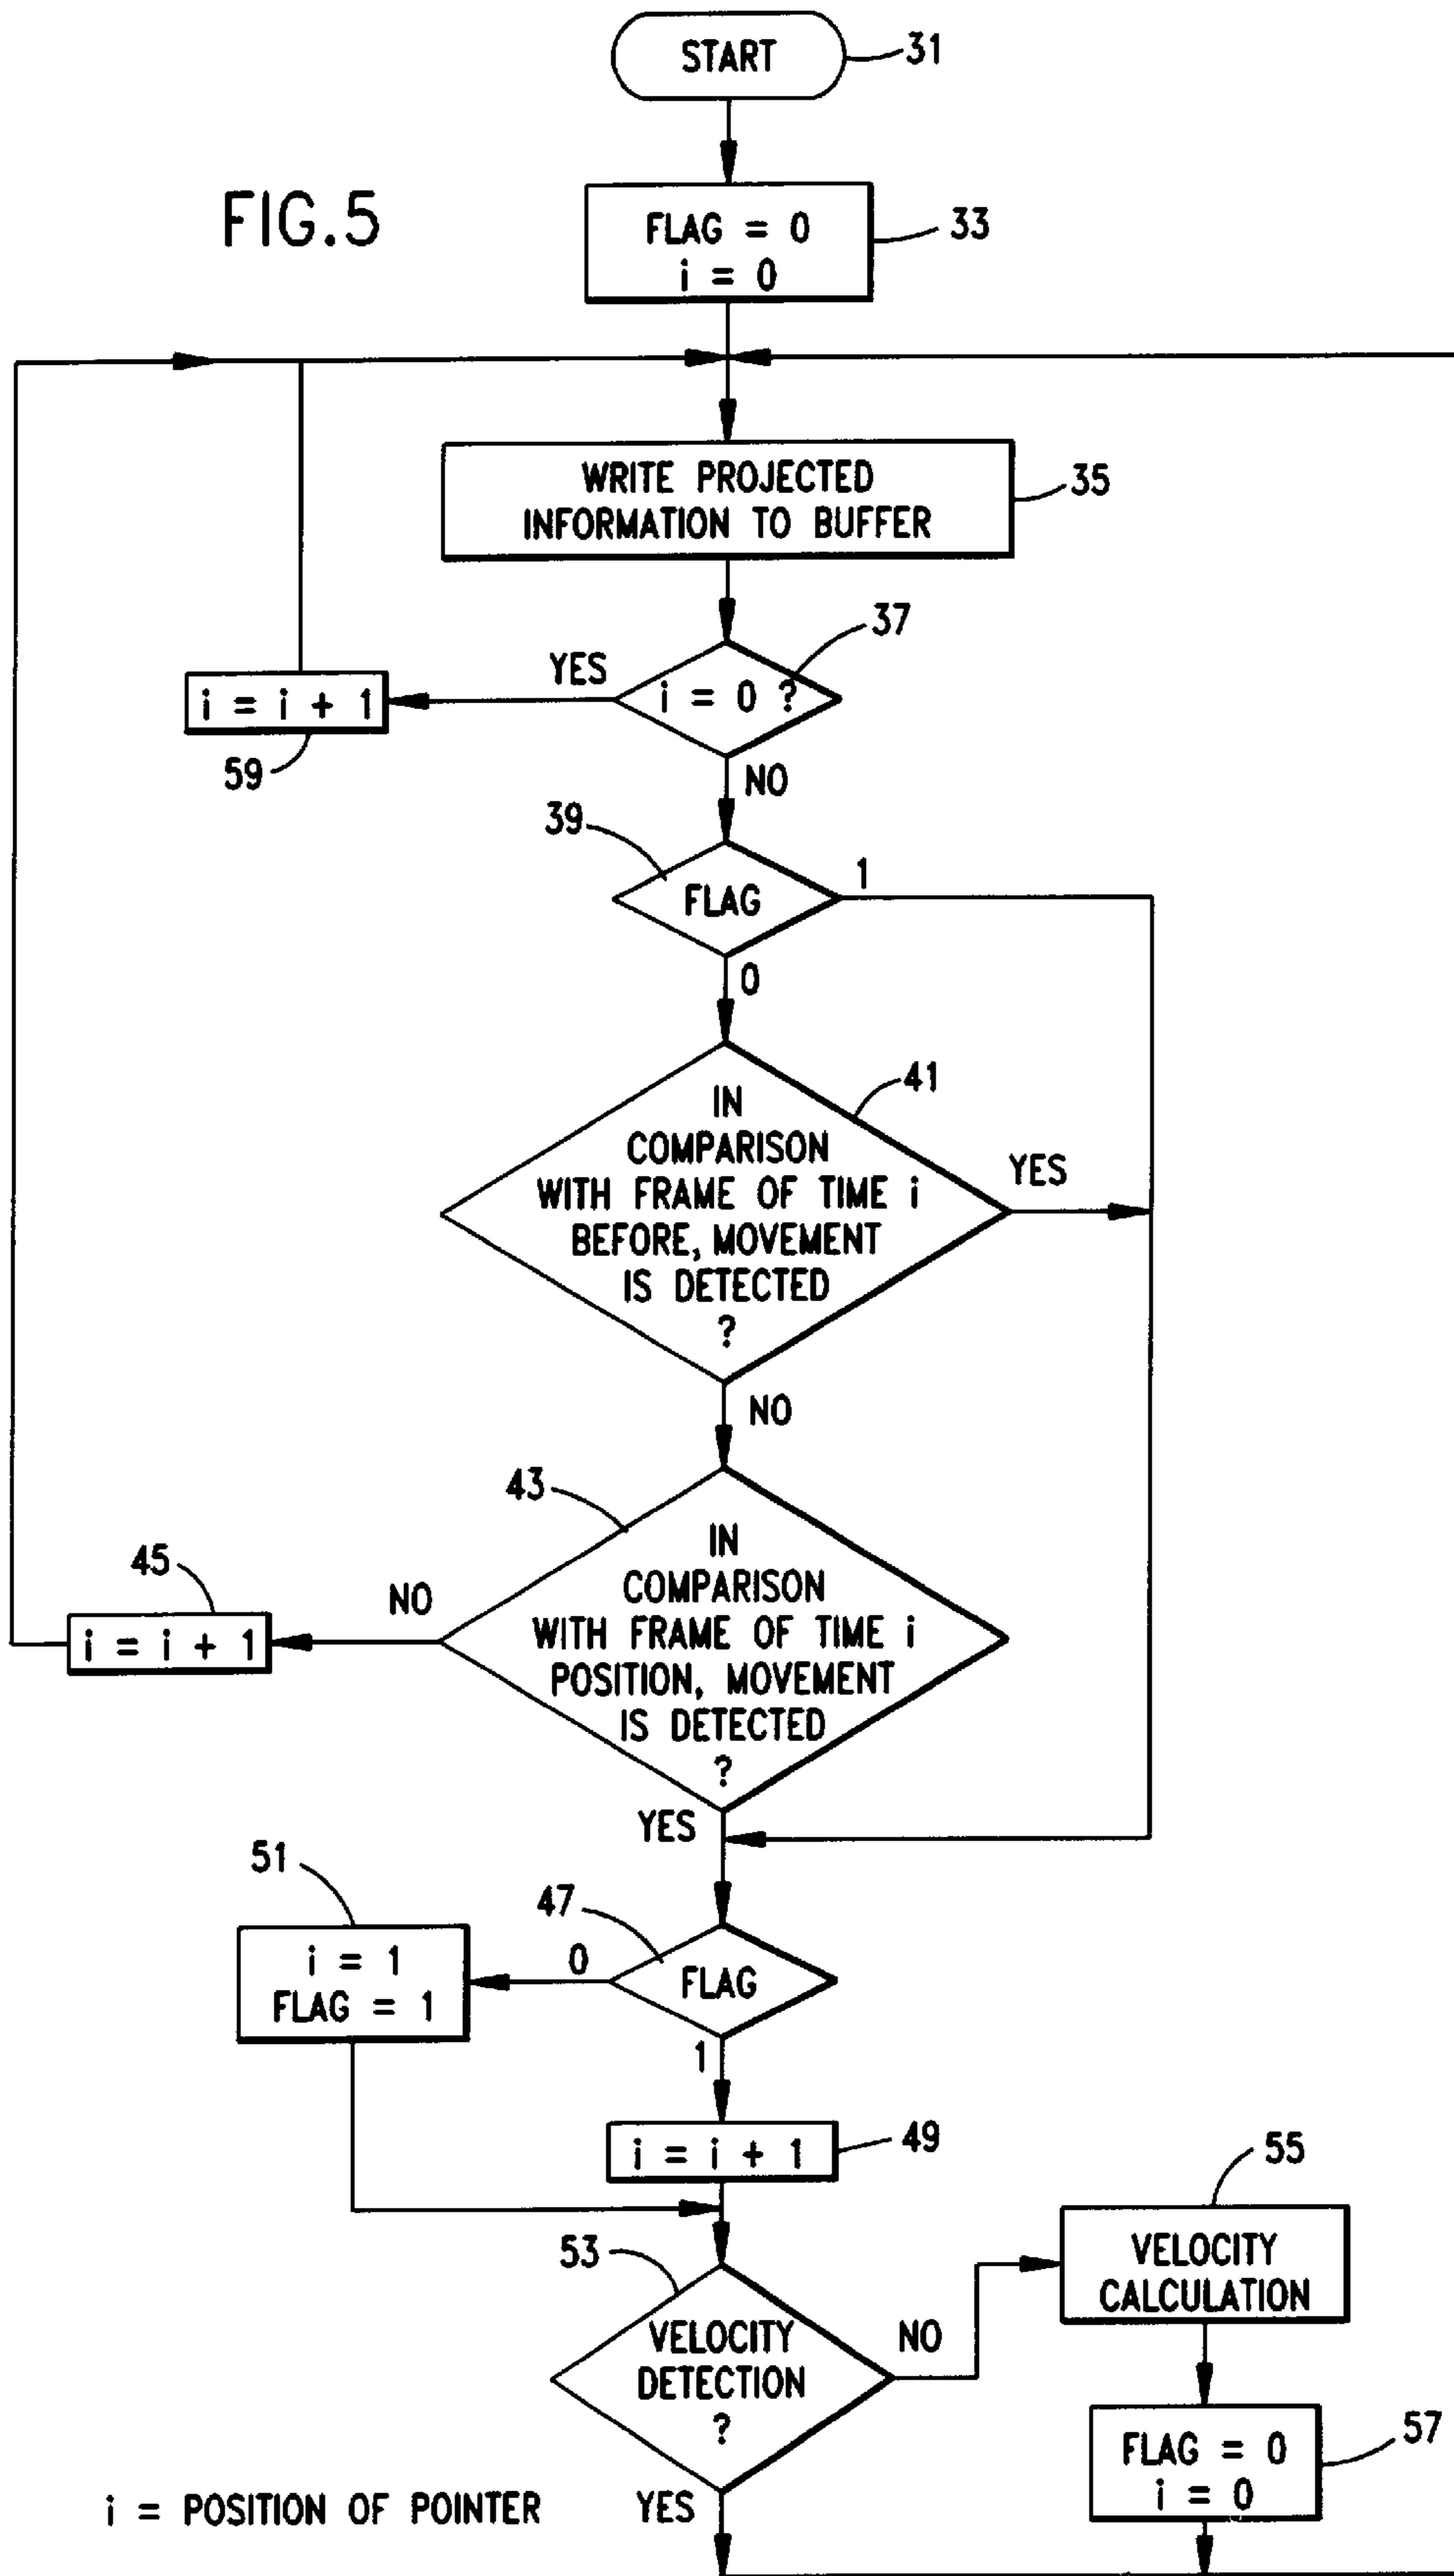 START
31
FIG.5
FLAG = 0
i = 0
33
WRITE PROJECTED
INFORMATION TO BUFFER
35
37
YES
i = 0 ?
i = i + 1
59
NO
39
FLAG
1
0
41
IN
COMPARISON
WITH FRAME OF TIME i
BEFORE, MOVEMENT
IS DETECTED
?
YES
NO
43
IN
COMPARISON
WITH FRAME OF TIME i
POSITION, MOVEMENT
IS DETECTED
?
45
NO
i = i + 1
YES
51
47
i = 1
FLAG = 1
0
FLAG
1
i = i + 1
49
53
VELOCITY
DETECTION
?
NO
55
VELOCITY
CALCULATION
57
FLAG = 0
i = 0
YES
i = POSITION OF POINTER